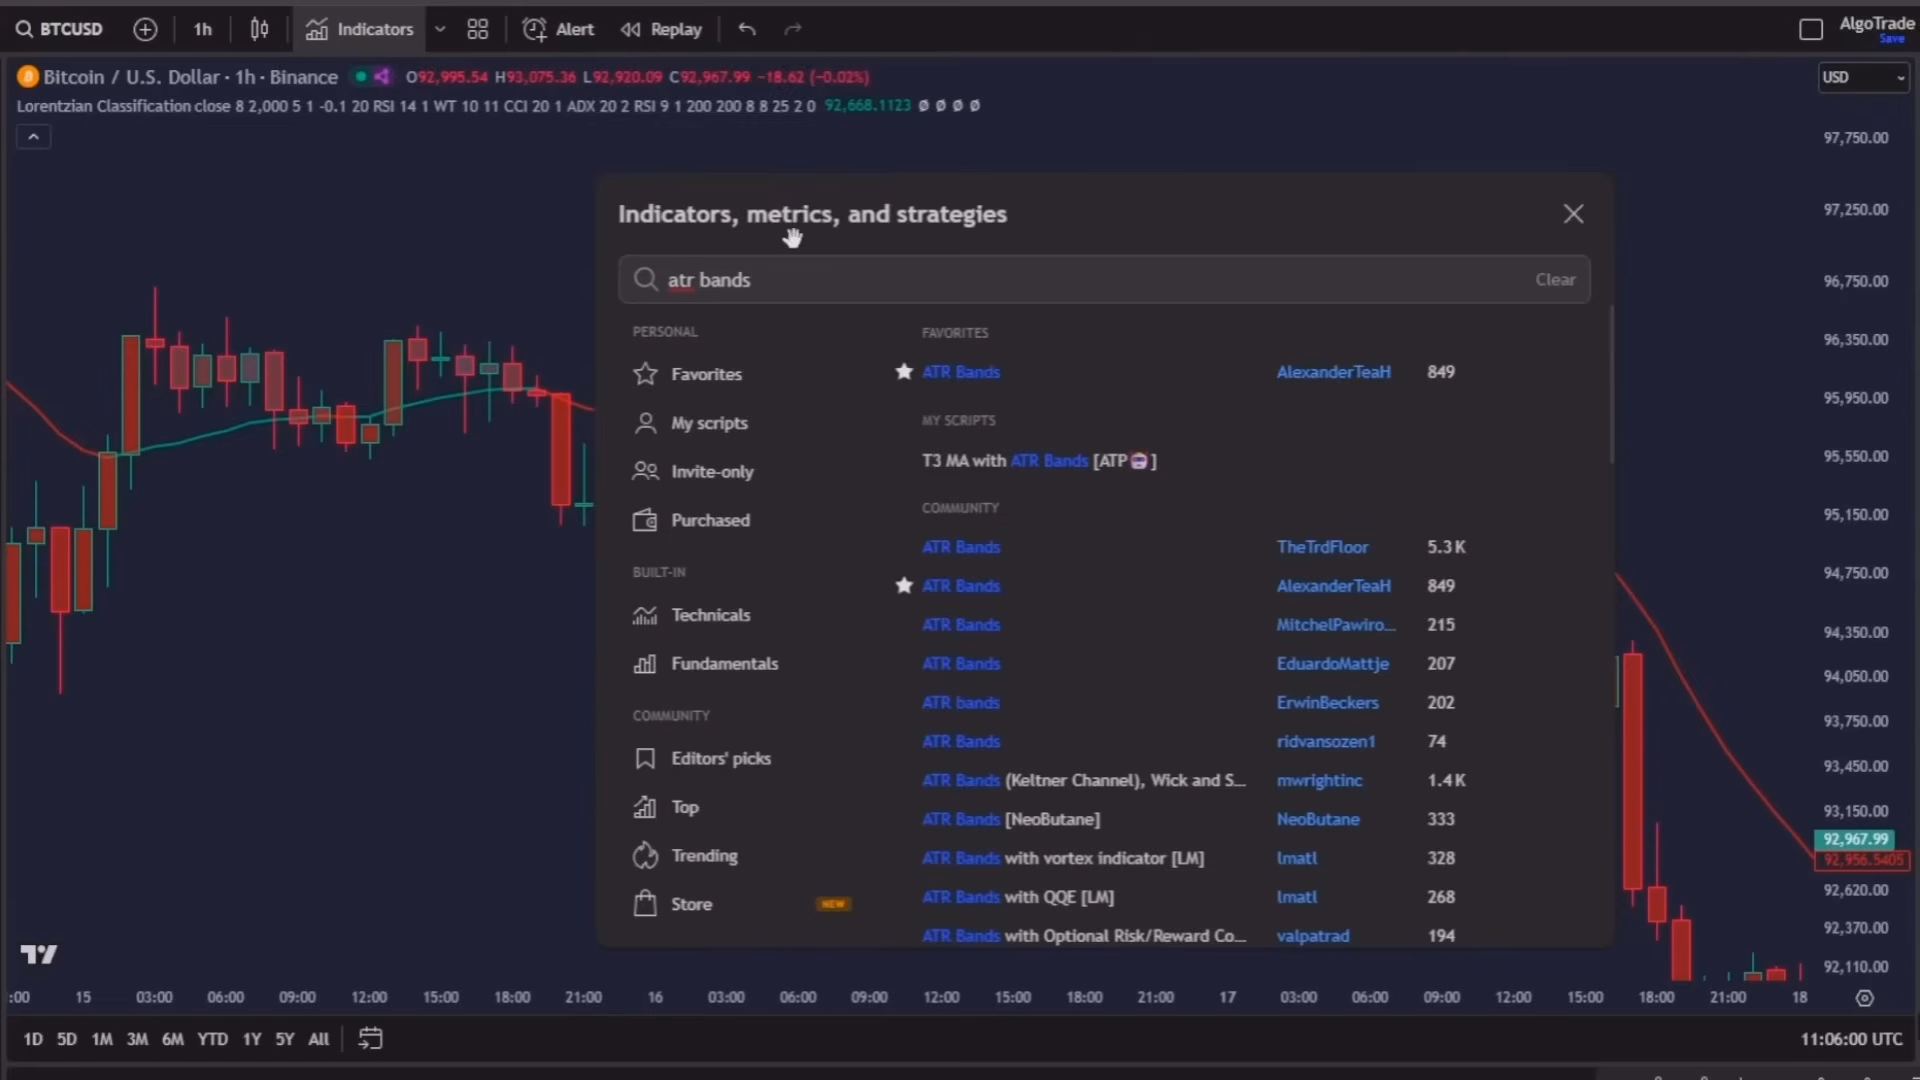 BTCUSD 1h Indicators Alert Replay AlgoTrade
Save
Bitcoin / U.S. Dollar · 1h · Binance O92,995.54 H93,075.36 L92,920.09 C92,967.99 −18.62 (−0.02%)
USD
Lorentzian Classification close 8 2,000 5 1 -0.1 20 RSI 14 1 WT 10 11 CCI 20 1 ADX 20 2 RSI 9 1 200 200 8 8 25 2 0 92,668.1123 Ø Ø Ø Ø
Indicators, metrics, and strategies
atr bands Clear
PERSONAL
Favorites
My scripts
Invite-only
Purchased
BUILT-IN
Technicals
Fundamentals
COMMUNITY
Editors' picks
Top
Trending
Store NEW
FAVORITES
ATR Bands AlexanderTeaH 849
MY SCRIPTS
T3 MA with ATR Bands [ATP]
COMMUNITY
ATR Bands TheTrdFloor 5.3K
ATR Bands AlexanderTeaH 849
ATR Bands MitchelPawiro... 215
ATR Bands EduardoMattje 207
ATR bands ErwinBeckers 202
ATR Bands ridvansozen1 74
ATR Bands (Keltner Channel), Wick and S... mwrightinc 1.4K
ATR Bands [NeoButane] NeoButane 333
ATR Bands with vortex indicator [LM] lmatl 328
ATR Bands with QQE [LM] lmatl 268
ATR Bands with Optional Risk/Reward Co... valpatrad 194
97,750.00
97,250.00
96,750.00
96,350.00
95,950.00
95,550.00
95,150.00
94,750.00
94,350.00
94,050.00
93,750.00
93,450.00
93,150.00
92,967.99
92,956.5405
92,620.00
92,370.00
92,110.00
:00 15 03:00 06:00 09:00 12:00 15:00 18:00 21:00 16 03:00 06:00 09:00 12:00 15:00 18:00 21:00 17 03:00 06:00 09:00 12:00 15:00 18:00 21:00 18
1D 5D 1M 3M 6M YTD 1Y 5Y All 11:06:00 UTC